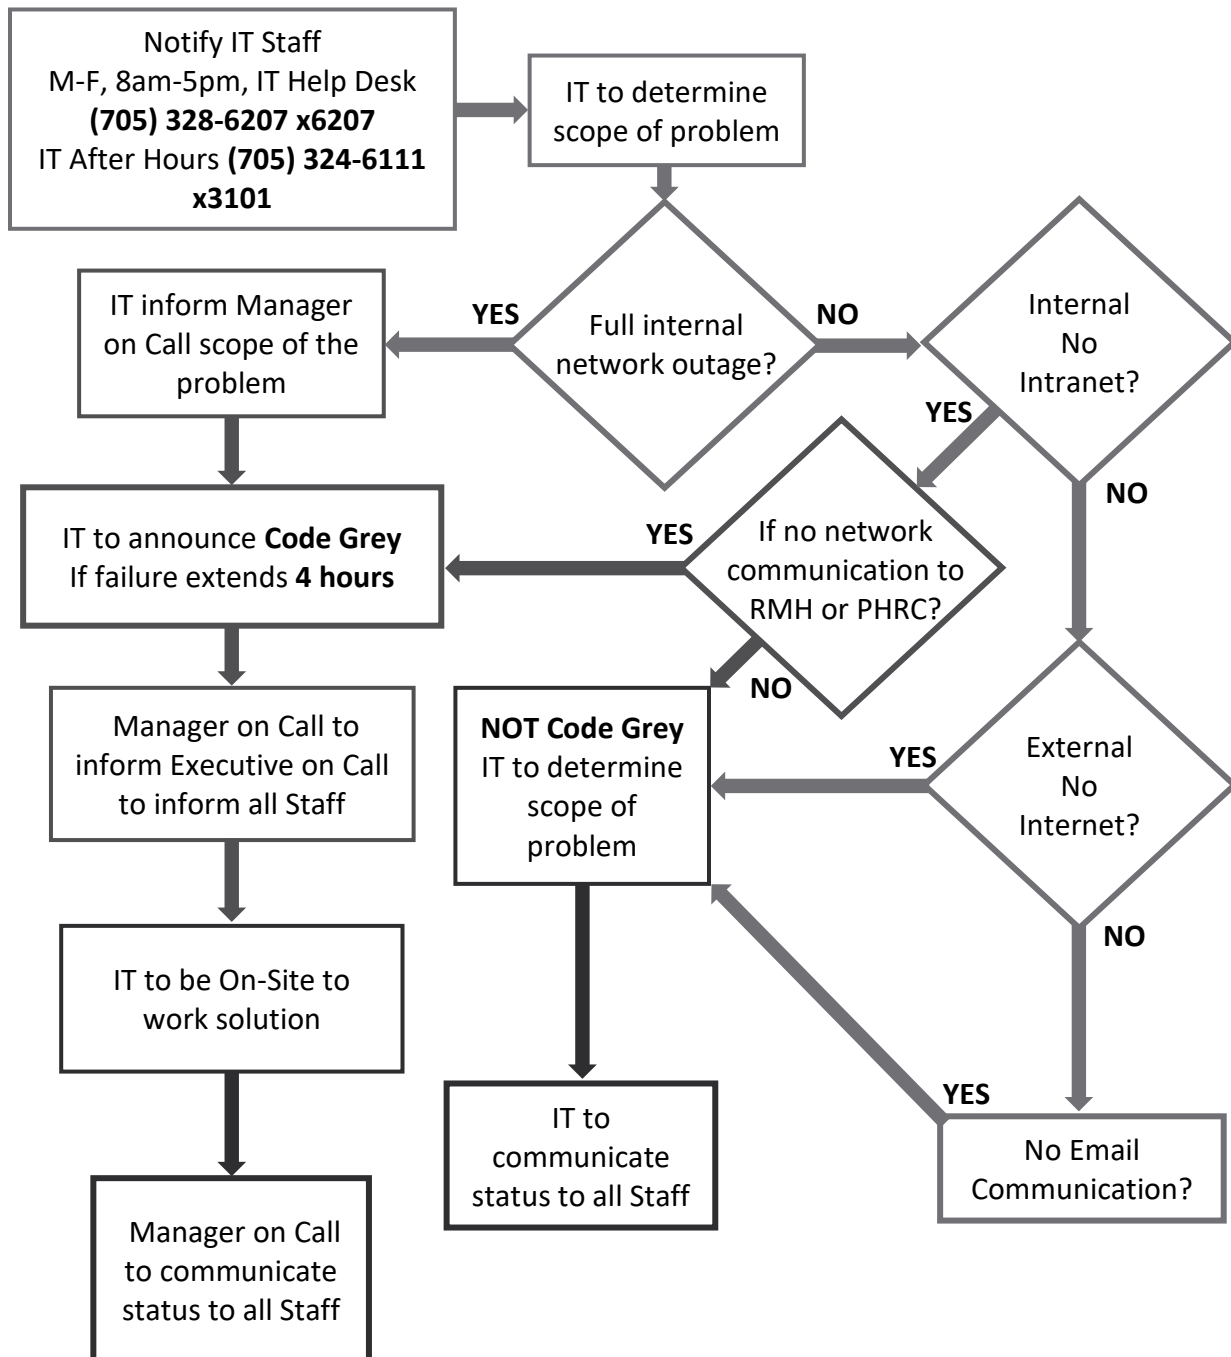 Notify IT Staff
M-F, 8am-5pm, IT Help Desk
(705) 328-6207 x6207
IT After Hours (705) 324-6111
x3101
IT to determine
scope of problem
Full internal
network outage?
YES
NO
IT inform Manager
on Call scope of the
problem
Internal
No
Intranet?
YES
NO
If no network
communication to
RMH or PHRC?
YES
NO
IT to announce Code Grey
If failure extends 4 hours
Manager on Call to
inform Executive on Call
to inform all Staff
NOT Code Grey
IT to determine
scope of
problem
External
No
Internet?
YES
NO
IT to be On-Site to
work solution
No Email
Communication?
YES
IT to
communicate
status to all Staff
Manager on Call
to communicate
status to all Staff